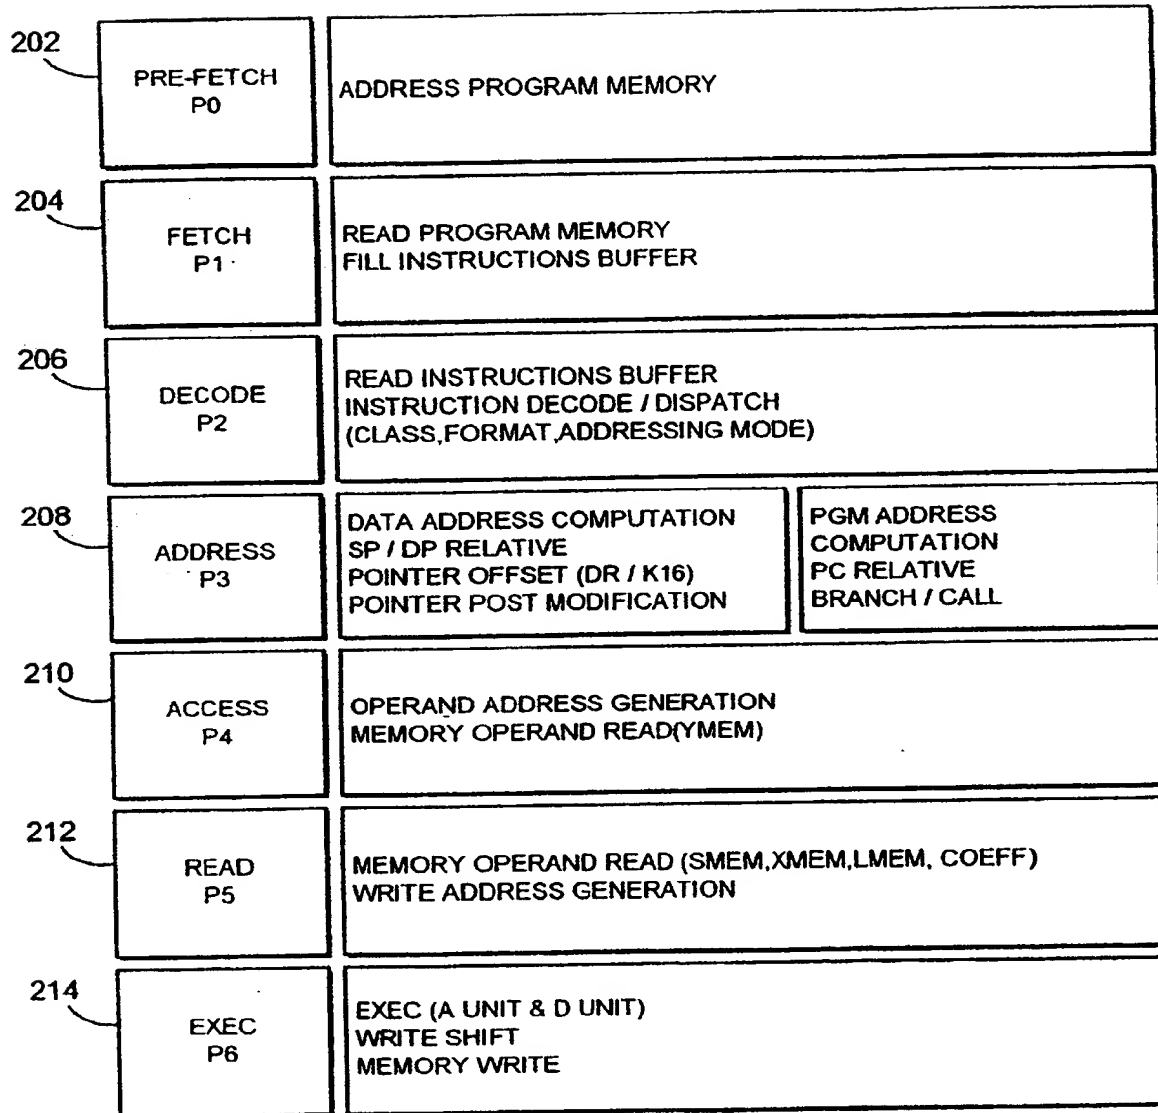 202
PRE-FETCH
P0
ADDRESS PROGRAM MEMORY
204
FETCH
P1
READ PROGRAM MEMORY
FILL INSTRUCTIONS BUFFER
206
DECODE
P2
READ INSTRUCTIONS BUFFER
INSTRUCTION DECODE / DISPATCH
(CLASS,FORMAT,ADDRESSING MODE)
208
ADDRESS
P3
DATA ADDRESS COMPUTATION
SP / DP RELATIVE
POINTER OFFSET (DR / K16)
POINTER POST MODIFICATION
PGM ADDRESS
COMPUTATION
PC RELATIVE
BRANCH / CALL
210
ACCESS
P4
OPERAND ADDRESS GENERATION
MEMORY OPERAND READ(YMEM)
212
READ
P5
MEMORY OPERAND READ (SMEM,XMEM,LMEM, COEFF)
WRITE ADDRESS GENERATION
214
EXEC
P6
EXEC (A UNIT & D UNIT)
WRITE SHIFT
MEMORY WRITE